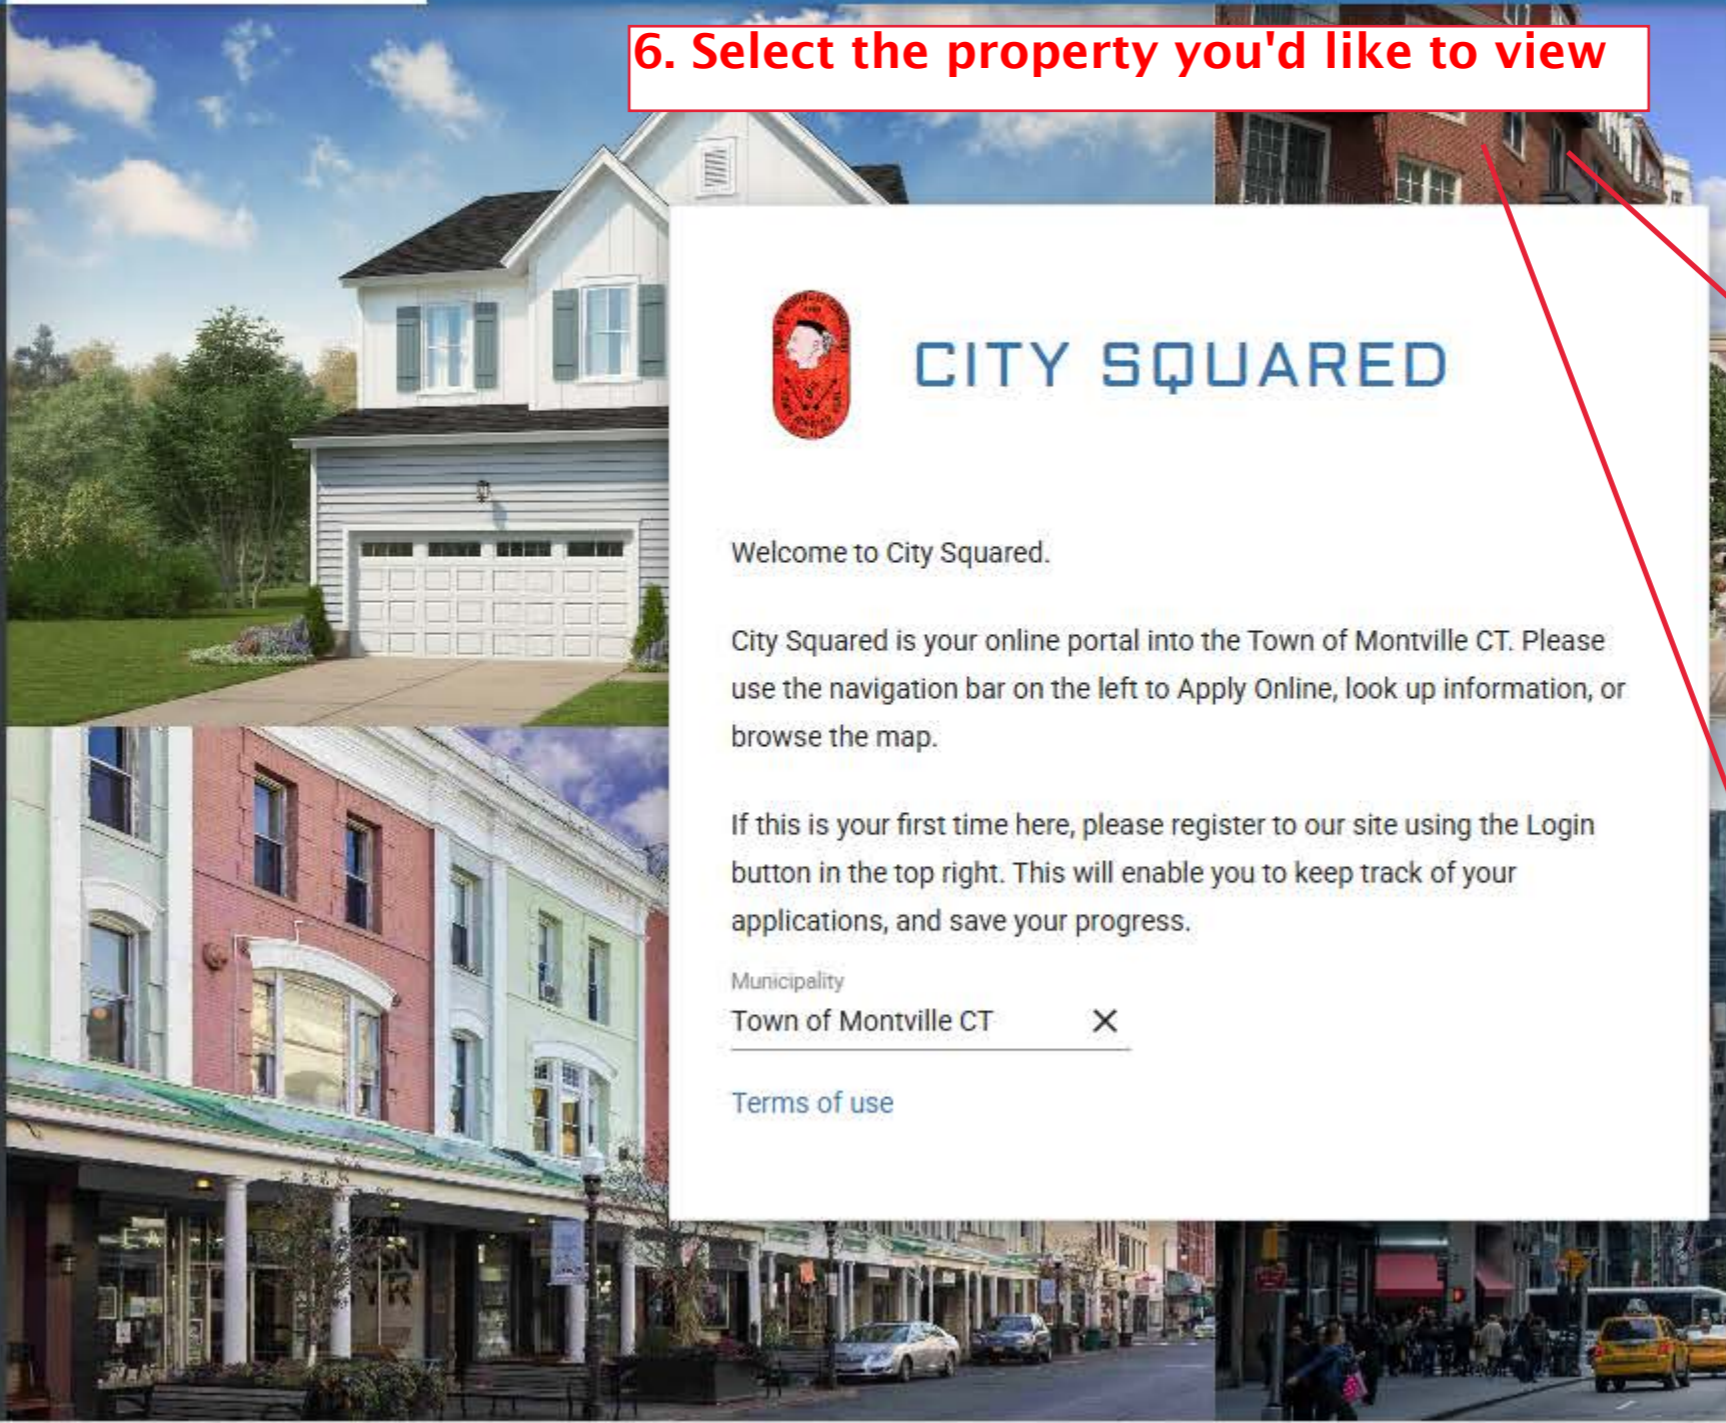 6. Select the property you'd like to view
CITY SQUARED
Welcome to City Squared.
City Squared is your online portal into the Town of Montville CT. Please
use the navigation bar on the left to Apply Online, look up information, or
browse the map.
If this is your first time here, please register to our site using the Login
button in the top right. This will enable you to keep track of your
applications, and save your progress.
Municipality
Town of Montville CT
Terms of use